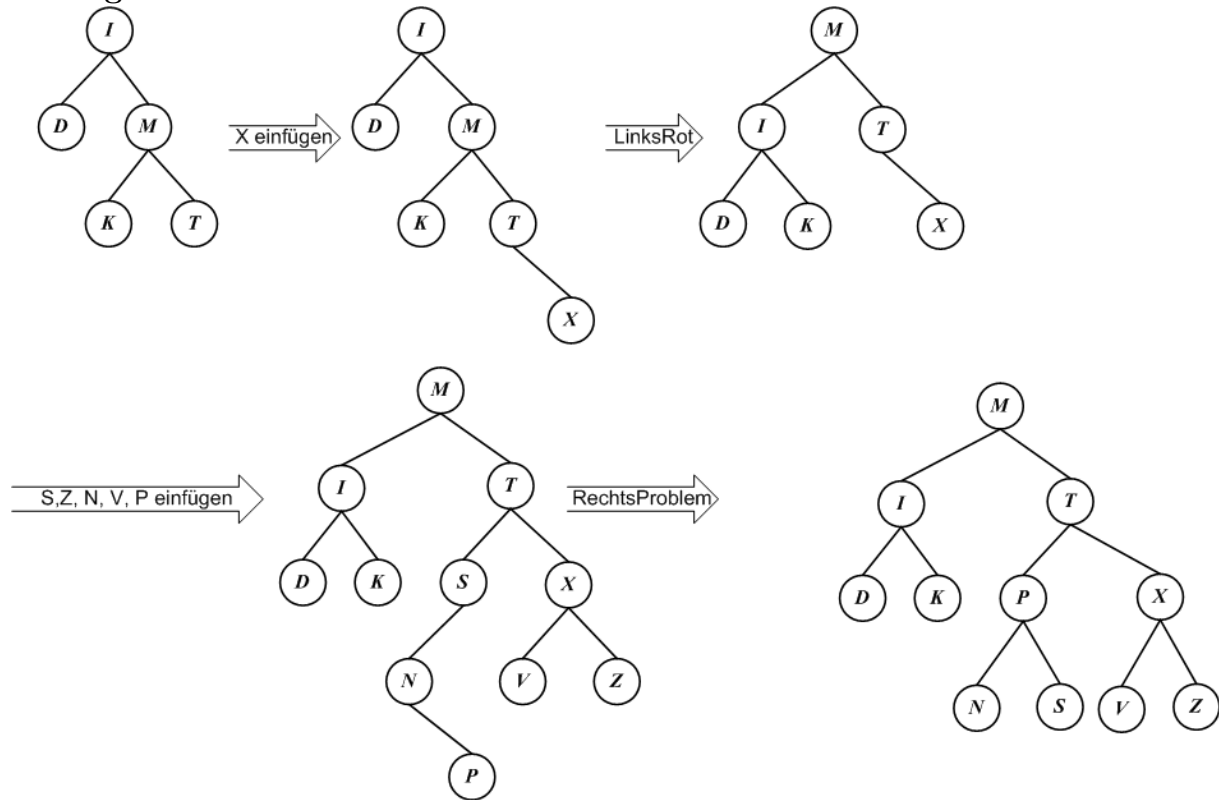 I
D
M
K
T
X einfügen
I
D
M
K
T
X
LinksRot
M
I
T
D
K
X
S,Z, N, V, P einfügen
M
I
T
D
K
S
X
N
V
Z
P
RechtsProblem
M
I
T
D
K
P
X
N
S
V
Z